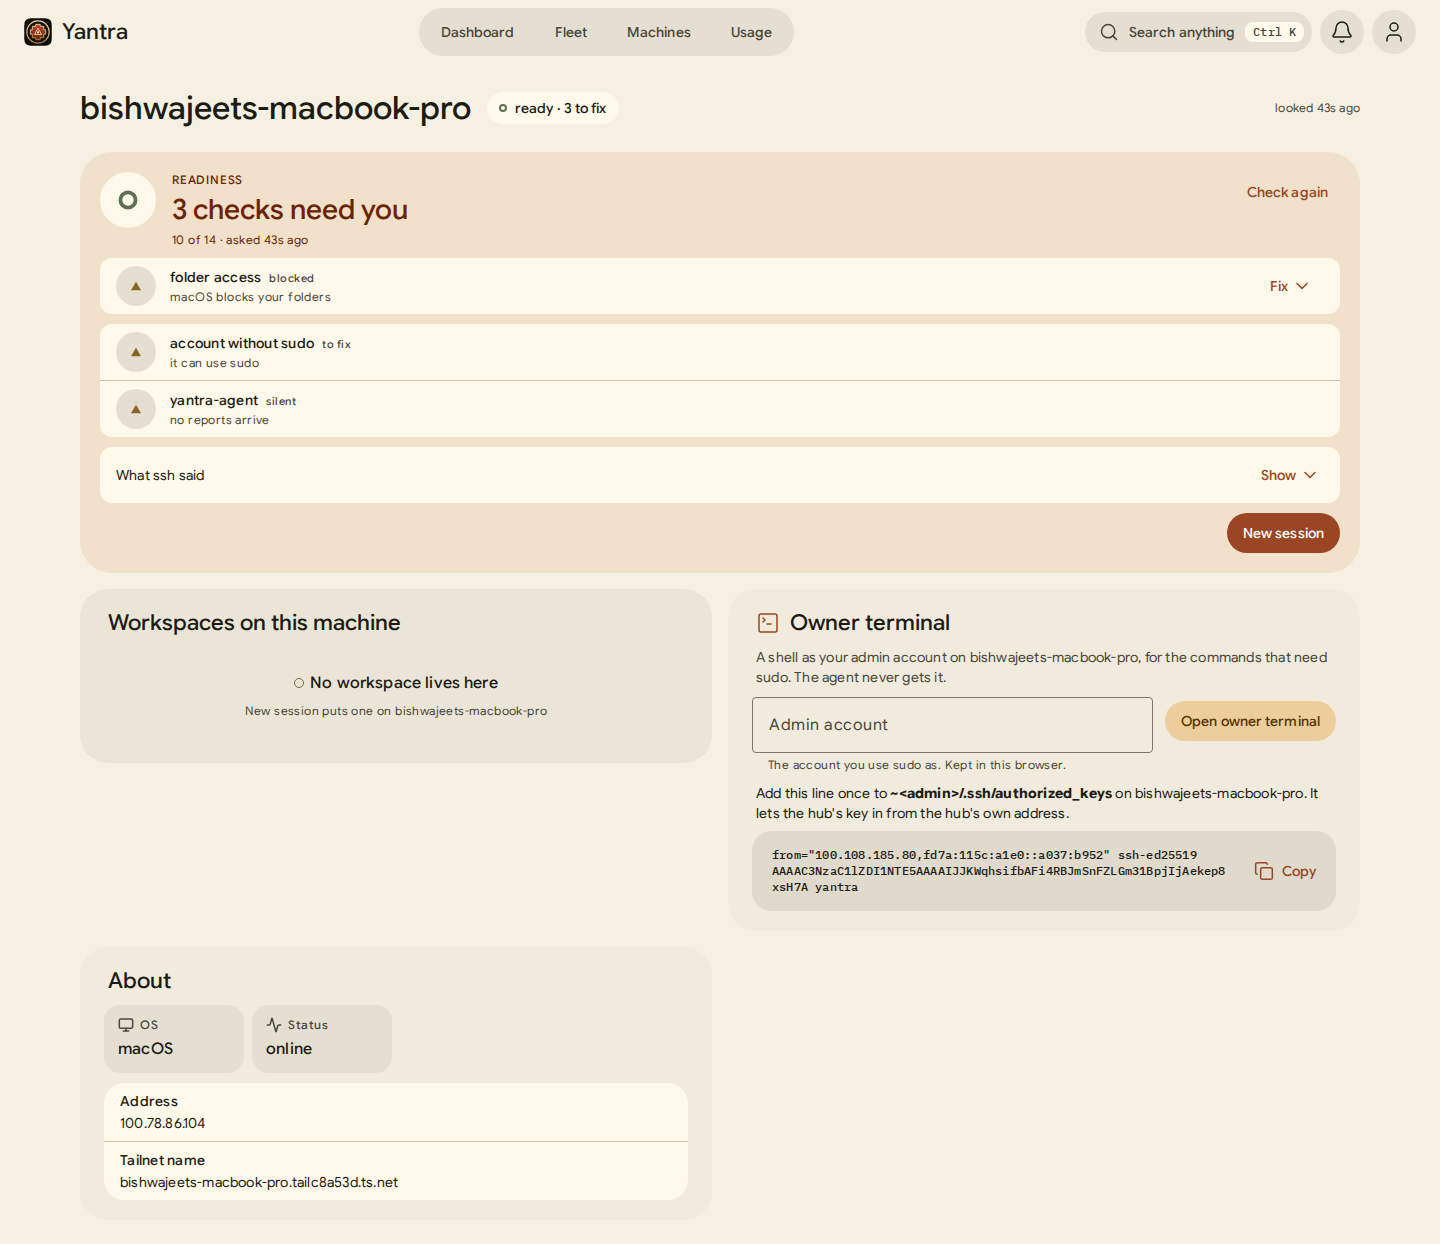 Yantra
Dashboard
Fleet
Machines
Usage
Search anything
Ctrl K
bishwajeets-macbook-pro
ready · 3 to fix
looked 43s ago
READINESS
3 checks need you
10 of 14 · asked 43s ago
Check again
folder access blocked
macOS blocks your folders
Fix
account without sudo to fix
it can use sudo
yantra-agent silent
no reports arrive
What ssh said
Show
New session
Workspaces on this machine
No workspace lives here
New session puts one on bishwajeets-macbook-pro
Owner terminal
A shell as your admin account on bishwajeets-macbook-pro, for the commands that need
sudo. The agent never gets it.
Admin account
Open owner terminal
The account you use sudo as. Kept in this browser.
Add this line once to ~<admin>/.ssh/authorized_keys on bishwajeets-macbook-pro. It
lets the hub's key in from the hub's own address.
from="100.108.185.80,fd7a:115c:a1e0::a037:b952" ssh-ed25519
AAAAC3NzaC1lZDI1NTE5AAAAIJJKWqhsifbAFi4RBJmSnFZLGm31BpjIjAekep8
xsH7A yantra
Copy
About
OS
macOS
Status
online
Address
100.78.86.104
Tailnet name
bishwajeets-macbook-pro.tailc8a53d.ts.net